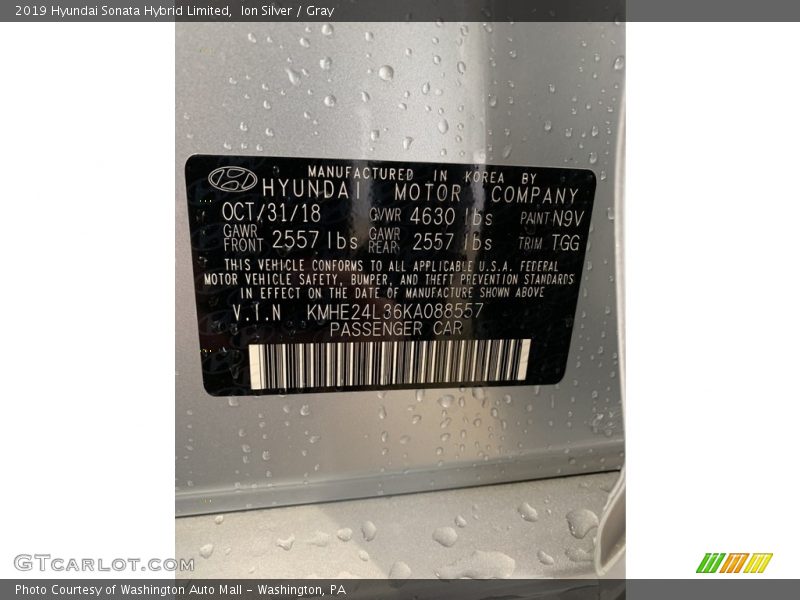 2019 Hyundai Sonata Hybrid Limited,  Ion Silver / Gray
MANUFACTURED IN KOREA BY
HYUNDAI MOTOR COMPANY
OCT/31/18 GVWR 4630 lbs PAINT N9V
GAWR FRONT 2557 lbs GAWR REAR 2557 lbs TRIM TGG
THIS VEHICLE CONFORMS TO ALL APPLICABLE U.S.A. FEDERAL
MOTOR VEHICLE SAFETY, BUMPER, AND THEFT PREVENTION STANDARDS
IN EFFECT ON THE DATE OF MANUFACTURE SHOWN ABOVE
V.I.N KMHE24L36KA088557
PASSENGER CAR
GTcarlot.com
Photo Courtesy of Washington Auto Mall - Washington, PA